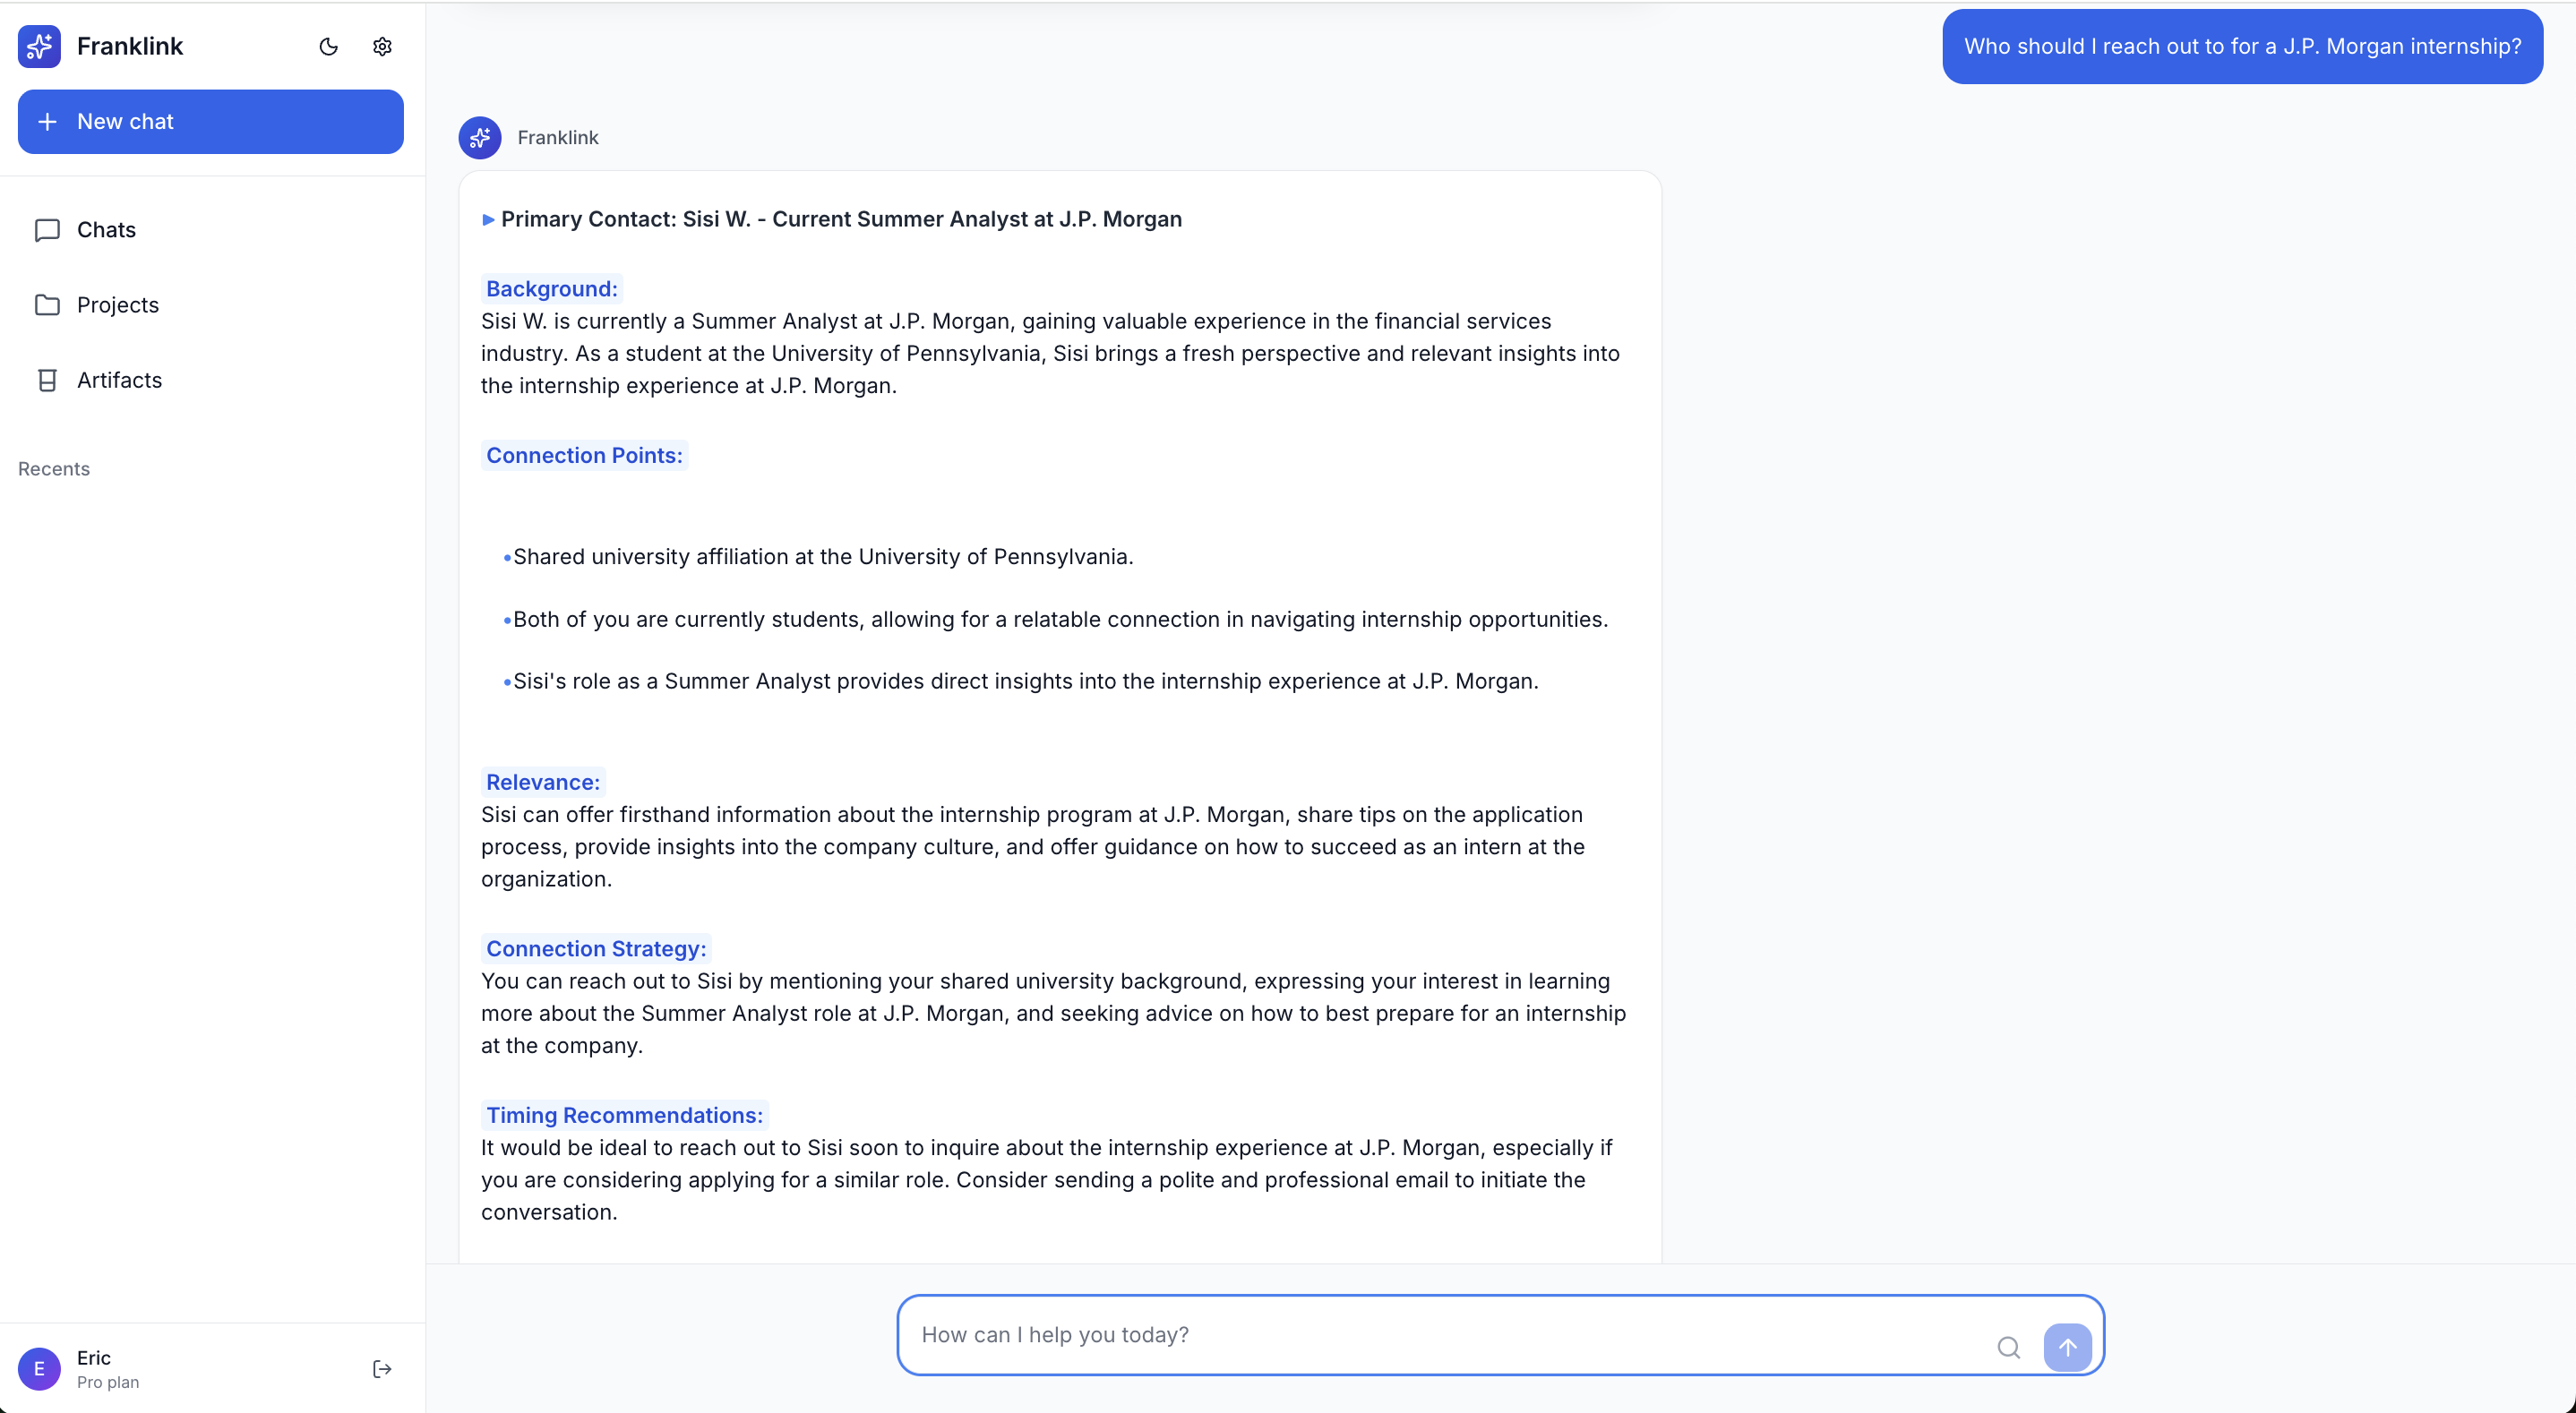 Franklink
New chat
Chats
Projects
Artifacts
Recents
Eric
E
Pro plan
Who should I reach out to for a J.P. Morgan internship?
Franklink
Primary Contact: Sisi W. - Current Summer Analyst at J.P. Morgan
Background:
Sisi W. is currently a Summer Analyst at J.P. Morgan, gaining valuable experience in the financial services
industry. As a student at the University of Pennsylvania, Sisi brings a fresh perspective and relevant insights into
the internship experience at J.P. Morgan.
Connection Points:
•Shared university affiliation at the University of Pennsylvania.
•Both of you are currently students, allowing for a relatable connection in navigating internship opportunities.
•Sisi's role as a Summer Analyst provides direct insights into the internship experience at J.P. Morgan.
Relevance:
Sisi can offer firsthand information about the internship program at J.P. Morgan, share tips on the application
process, provide insights into the company culture, and offer guidance on how to succeed as an intern at the
organization.
Connection Strategy:
You can reach out to Sisi by mentioning your shared university background, expressing your interest in learning
more about the Summer Analyst role at J.P. Morgan, and seeking advice on how to best prepare for an internship
at the company.
Timing Recommendations:
It would be ideal to reach out to Sisi soon to inquire about the internship experience at J.P. Morgan, especially if
you are considering applying for a similar role. Consider sending a polite and professional email to initiate the
conversation.
How can I help you today?